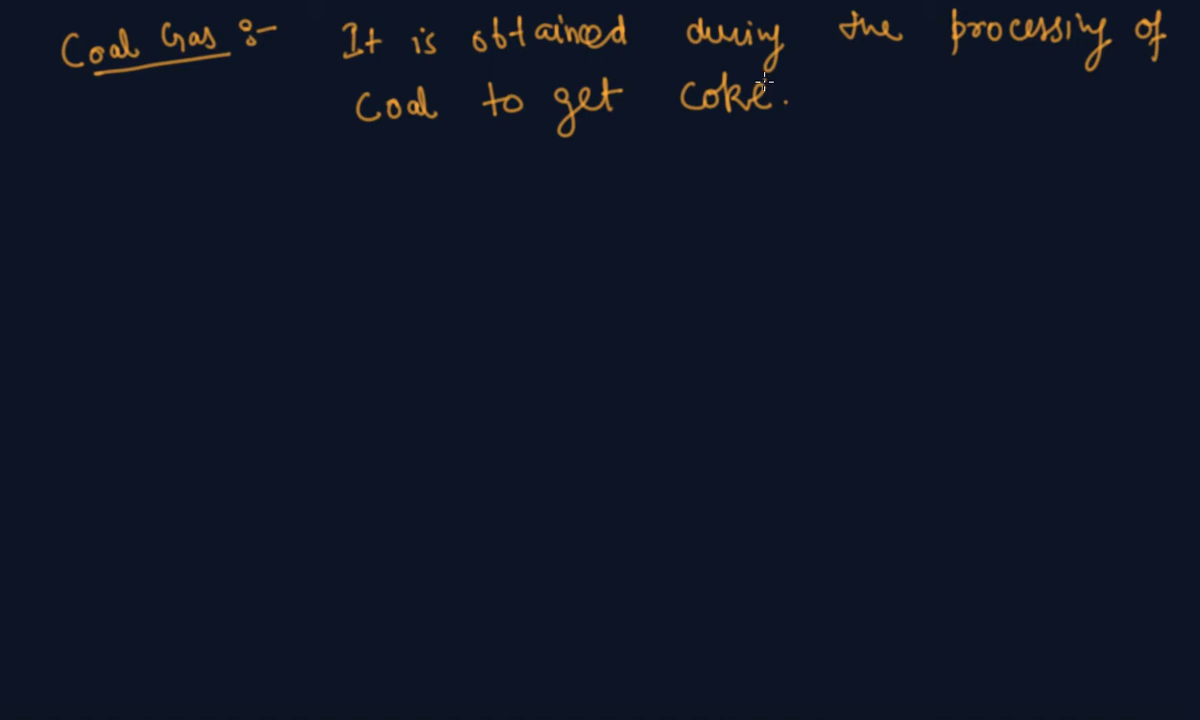 Coal Gas :- It is obtained during the processing of
Coal to get coke.